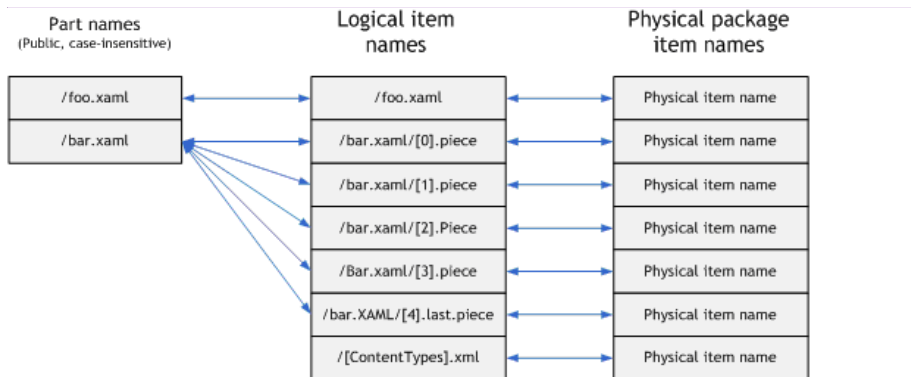 Part names
(Public, case-insensitive)
Logical item
names
Physical package
item names
/foo.xaml
/foo.xaml
Physical item name
/bar.xaml
/bar.xaml/[0].piece
Physical item name
/bar.xaml/[1].piece
Physical item name
/bar.xaml/[2].Piece
Physical item name
/Bar.xaml/[3].piece
Physical item name
/bar.XAML/[4].last.piece
Physical item name
/[ContentTypes].xml
Physical item name